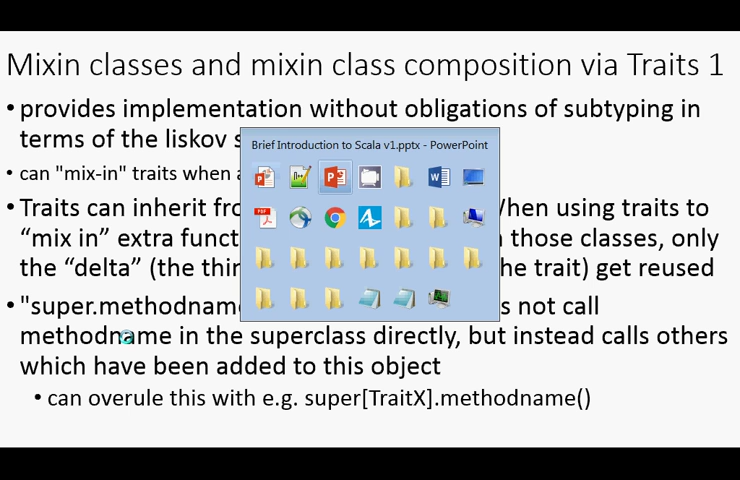 Mixin classes and mixin class composition via Traits 1
• provides implementation without obligations of subtyping in
terms of the liskov s
Brief Introduction to Scala v1.pptx - PowerPoint
• can "mix-in" traits when a
• Traits can inherit fro When using traits to
“mix in” extra funct those classes, only
the “delta” (the thin the trait) get reused
• "super.methodname not call
methodname in the superclass directly, but instead calls others
which have been added to this object
• can overule this with e.g. super[TraitX].methodname()